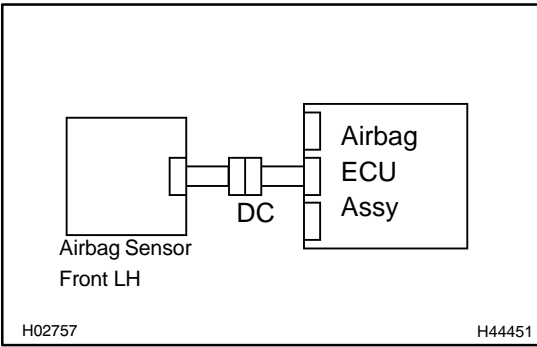 Airbag
ECU
Assy
DC
Airbag Sensor
Front LH
H02757
H44451